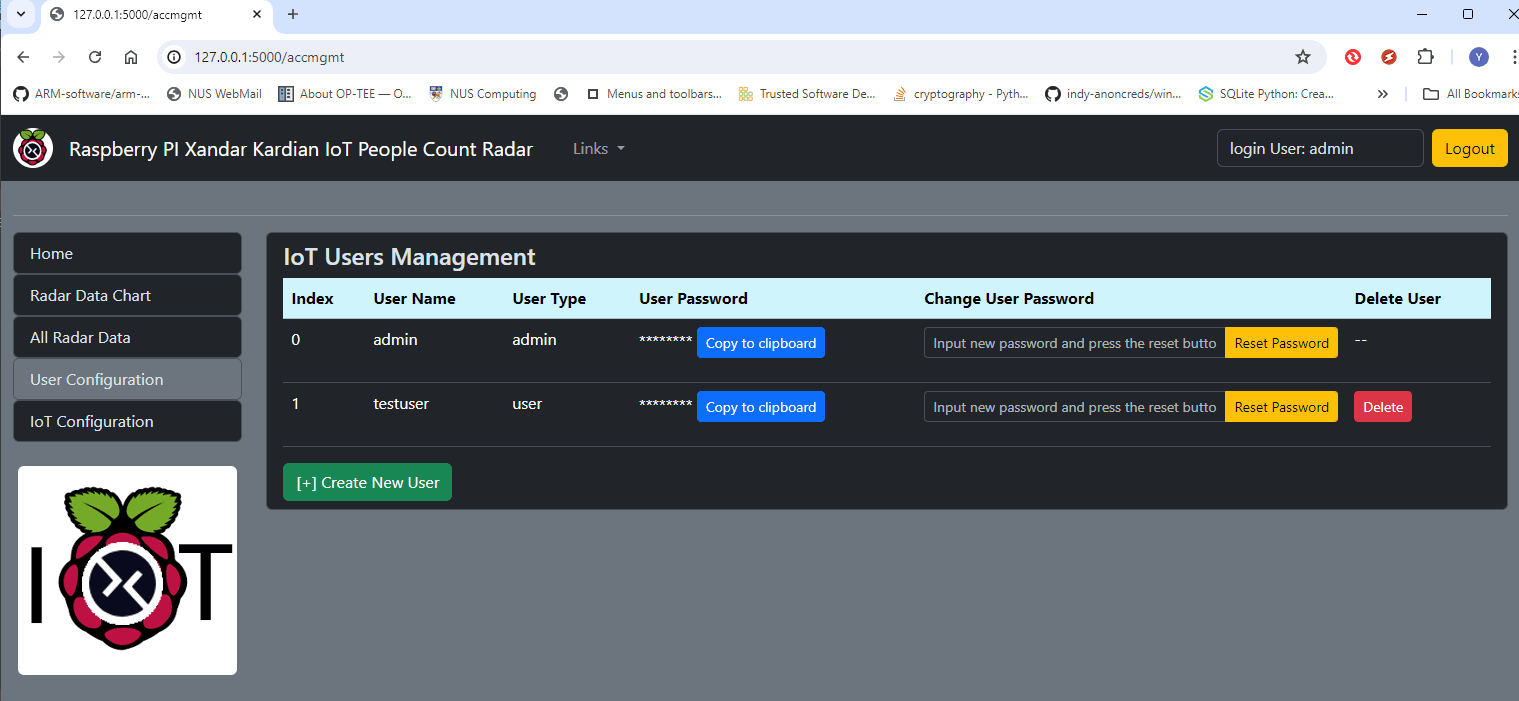 127.0.0.1:5000/accmgmt
127.0.0.1:5000/accmgmt
Y
ARM-software/arm-... NUS WebMail About OP-TEE — O... NUS Computing Menus and toolbars... Trusted Software De... cryptography - Pyth... indy-anoncreds/win... SQLite Python: Crea... All Bookmarks
Raspberry PI Xandar Kardian IoT People Count Radar Links login User: admin Logout
Home
Radar Data Chart
All Radar Data
User Configuration
IoT Configuration
I T
IoT Users Management
Index User Name User Type User Password Change User Password Delete User
0 admin admin ******** Copy to clipboard Input new password and press the reset butto Reset Password --
1 testuser user ******** Copy to clipboard Input new password and press the reset butto Reset Password Delete
[+] Create New User